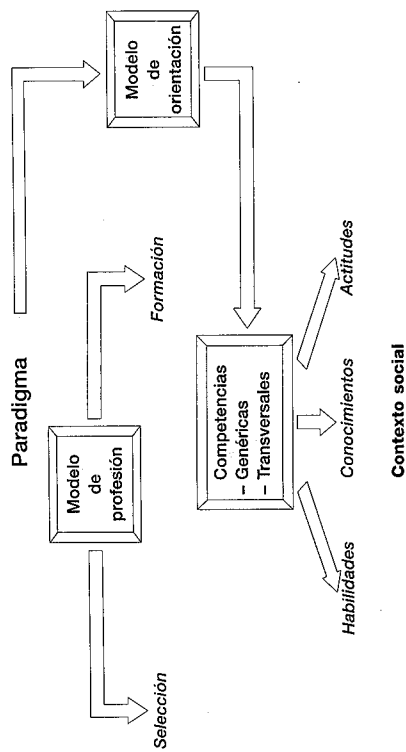 Paradigma
Modelo
de
profesión
Modelo
de
orientación
Selección
Formación
Competencias
– Genéricas
– Transversales
Habilidades
Conocimientos
Actitudes
Contexto social